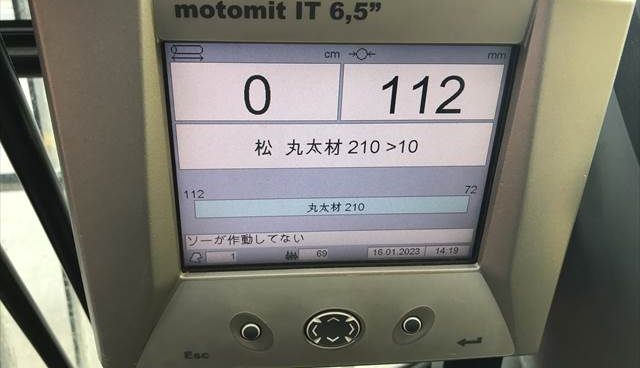 motomit IT 6,5”
cm mm
0 112
松 丸太材 210 >10
112 72
丸太材 210
ソーが作動してない
1 69 16.01.2023 14:19
Esc